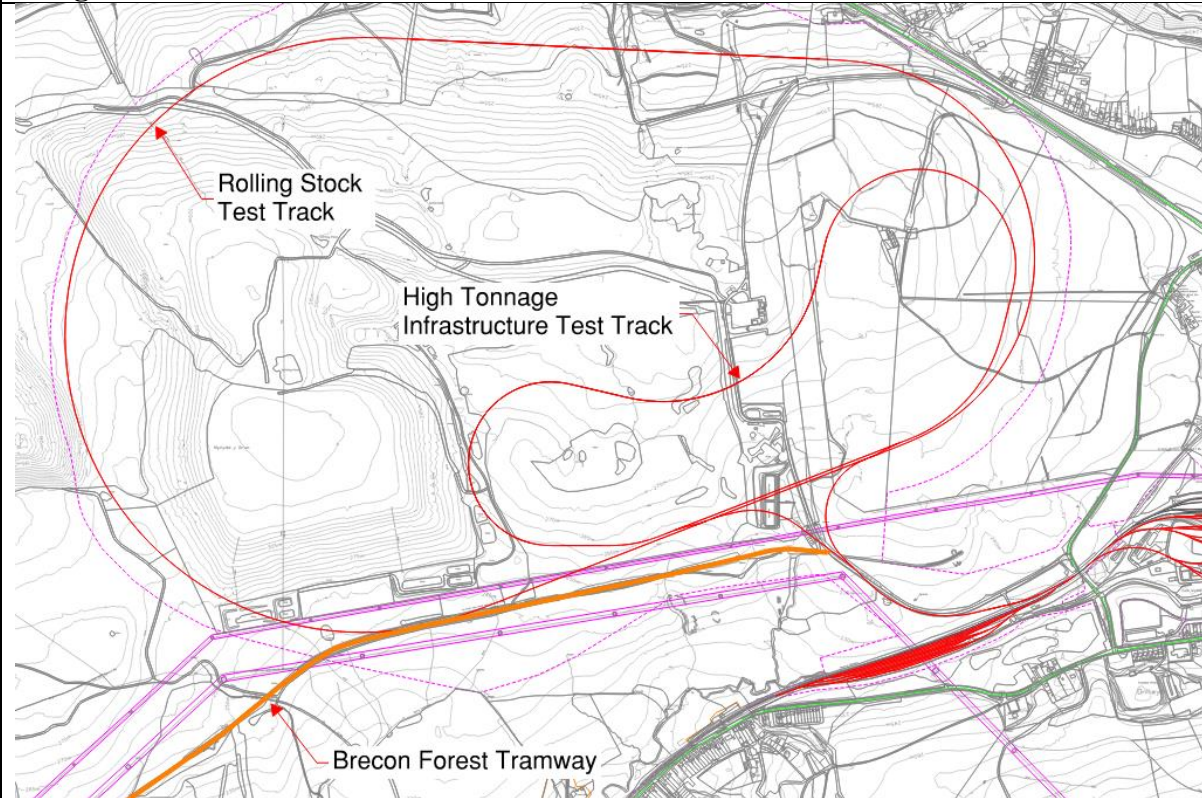 Rolling Stock
Test Track
High Tonnage
Infrastructure Test Track
Brecon Forest Tramway